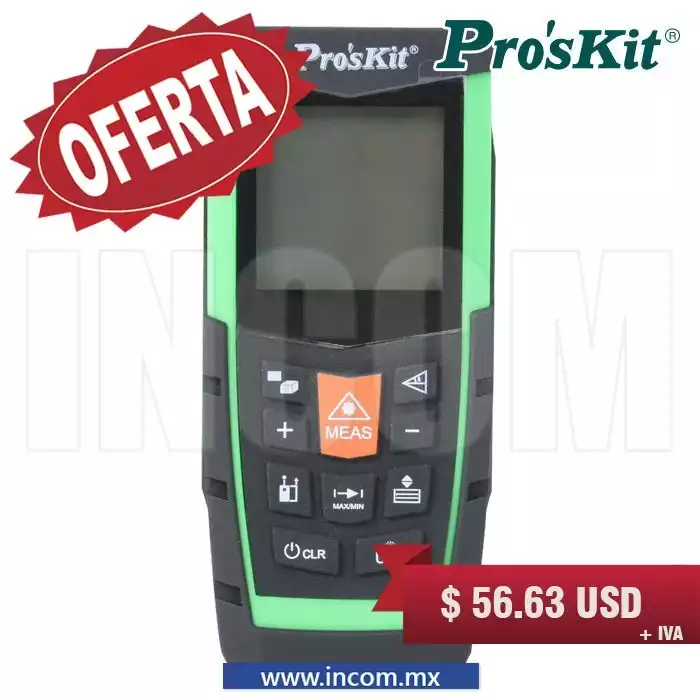 OFERTA
Pro'sKit®
Pro'sKit®
INCOM
+
MEAS
−
MAX/MIN
CLR
$ 56.63 USD
+ IVA
www.incom.mx